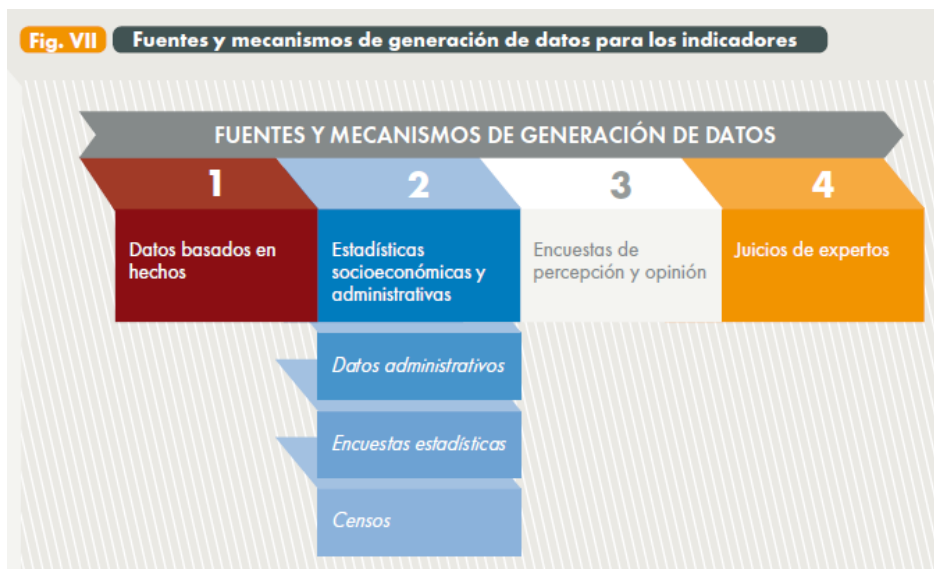 Fig. VII Fuentes y mecanismos de generación de datos para los indicadores
FUENTES Y MECANISMOS DE GENERACIÓN DE DATOS
1
Datos basados en
hechos
2
Estadísticas
socioeconómicas y
administrativas
Datos administrativos
Encuestas estadísticas
Censos
3
Encuestas de
percepción y opinión
4
Juicios de expertos